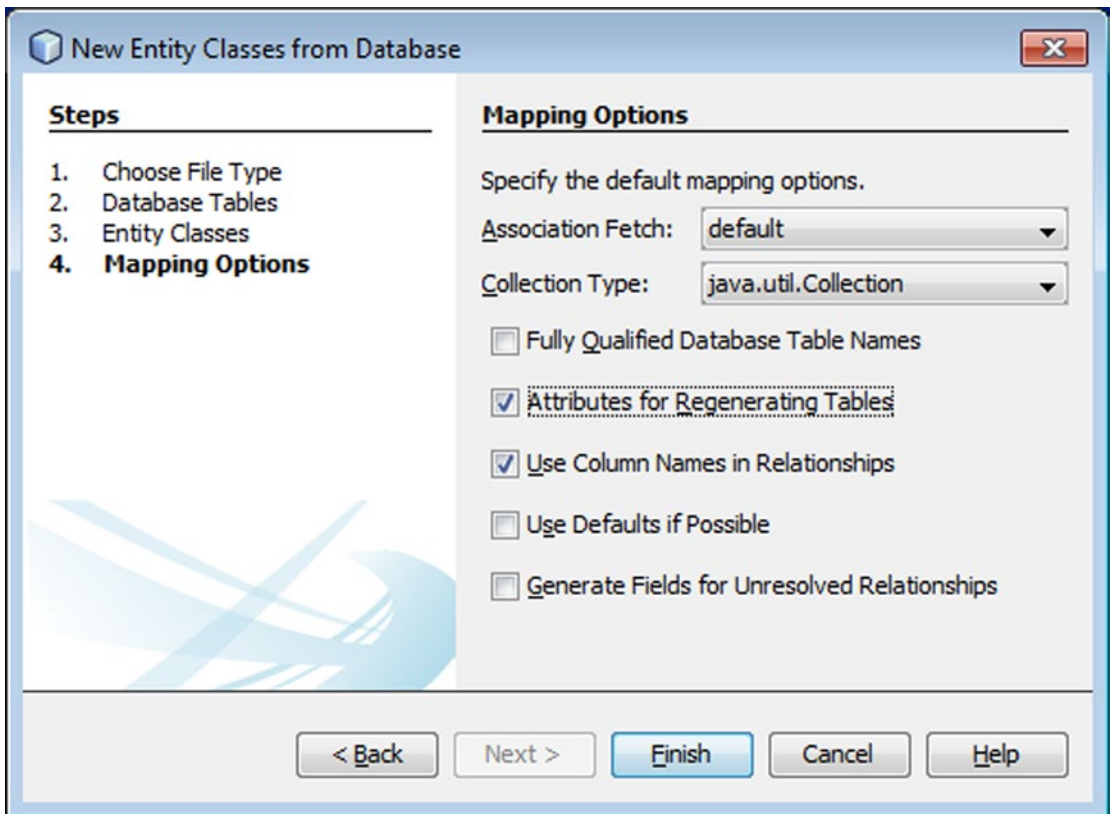 New Entity Classes from Database
Steps
1. Choose File Type
2. Database Tables
3. Entity Classes
4. Mapping Options
Mapping Options
Specify the default mapping options.
Association Fetch: default
Collection Type: java.util.Collection
Fully Qualified Database Table Names
Attributes for Regenerating Tables
Use Column Names in Relationships
Use Defaults if Possible
Generate Fields for Unresolved Relationships
< Back Next > Finish Cancel Help